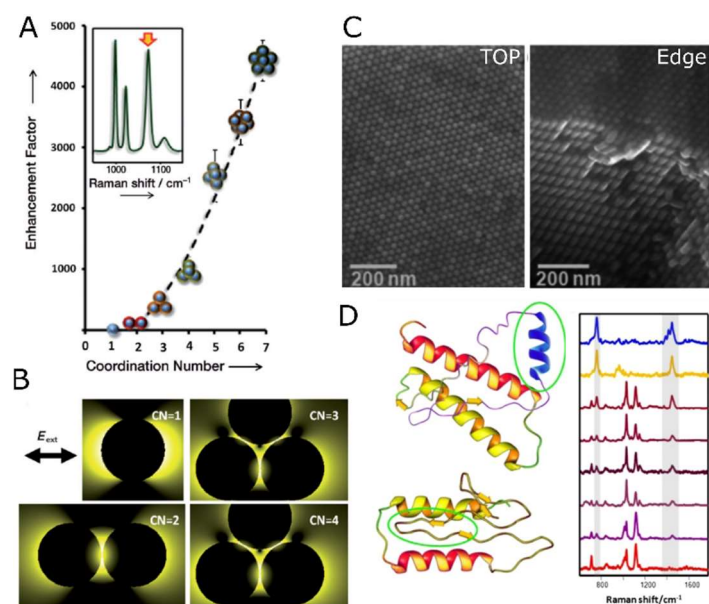 A
5000
4000
3000
2000
1000
0
1
2
3
4
5
6
7
Enhancement Factor
Coordination Number
1000
1100
Raman shift / cm⁻¹
B
E_ext
CN=1
CN=3
CN=2
CN=4
C
TOP
Edge
200 nm
200 nm
D
800
1200
1600
Raman shift/cm⁻¹